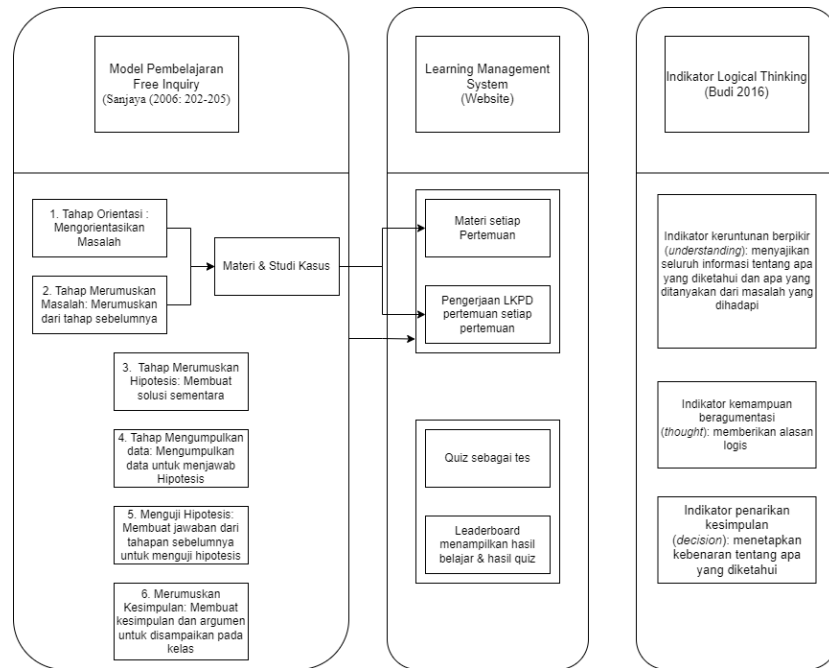 Model Pembelajaran
Free Inquiry
(Sanjaya (2006: 202-205)
Learning Management
System
(Website)
Indikator Logical Thinking
(Budi 2016)
1. Tahap Orientasi :
Mengorientasikan
Masalah
2. Tahap Merumuskan
Masalah: Merumuskan
dari tahap sebelumnya
Materi & Studi Kasus
3. Tahap Merumuskan
Hipotesis: Membuat
solusi sementara
4. Tahap Mengumpulkan
data: Mengumpulkan
data untuk menjawab
Hipotesis
5. Menguji Hipotesis:
Membuat jawaban dari
tahapan sebelumnya
untuk menguji hipotesis
6. Merumuskan
Kesimpulan: Membuat
kesimpulan dan argumen
untuk disampaikan pada
kelas
Materi setiap
Pertemuan
Pengerjaan LKPD
pertemuan setiap
pertemuan
Quiz sebagai tes
Leaderboard
menampilkan hasil
belajar & hasil quiz
Indikator keruntunan berpikir
(understanding): menyajikan
seluruh informasi tentang apa
yang diketahui dan apa yang
ditanyakan dari masalah yang
dihadapi
Indikator kemampuan
beragumentasi
(thought): memberikan alasan
logis
Indikator penarikan
kesimpulan
(decision): menetapkan
kebenaran tentang apa
yang diketahui